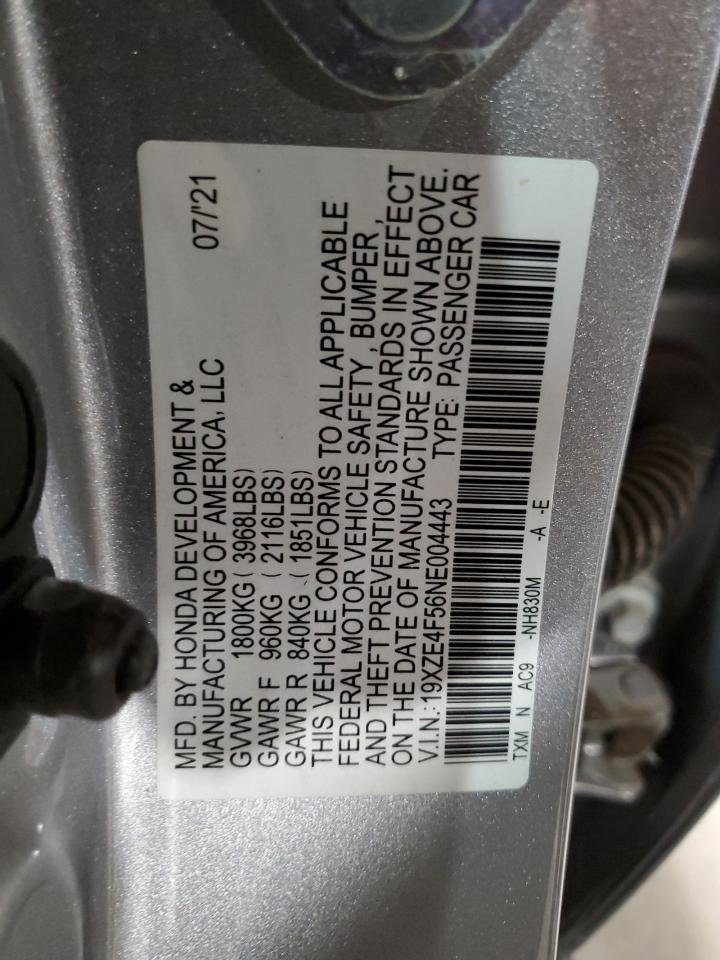 MFD. BY HONDA DEVELOPMENT & 07/'21
MANUFACTURING OF AMERICA, LLC
GVWR 1800KG ( 3968LBS)
GAWR F 960KG ( 2116LBS)
GAWR R 840KG ( 1851LBS)
THIS VEHICLE CONFORMS TO ALL APPLICABLE
FEDERAL MOTOR VEHICLE SAFETY , BUMPER ,
AND THEFT PREVENTION STANDARDS IN EFFECT
ON THE DATE OF MANUFACTURE SHOWN ABOVE.
V.I.N.: 19XZE4F56NE004443 TYPE: PASSENGER CAR
TXM N AC9 -NH830M -A -E